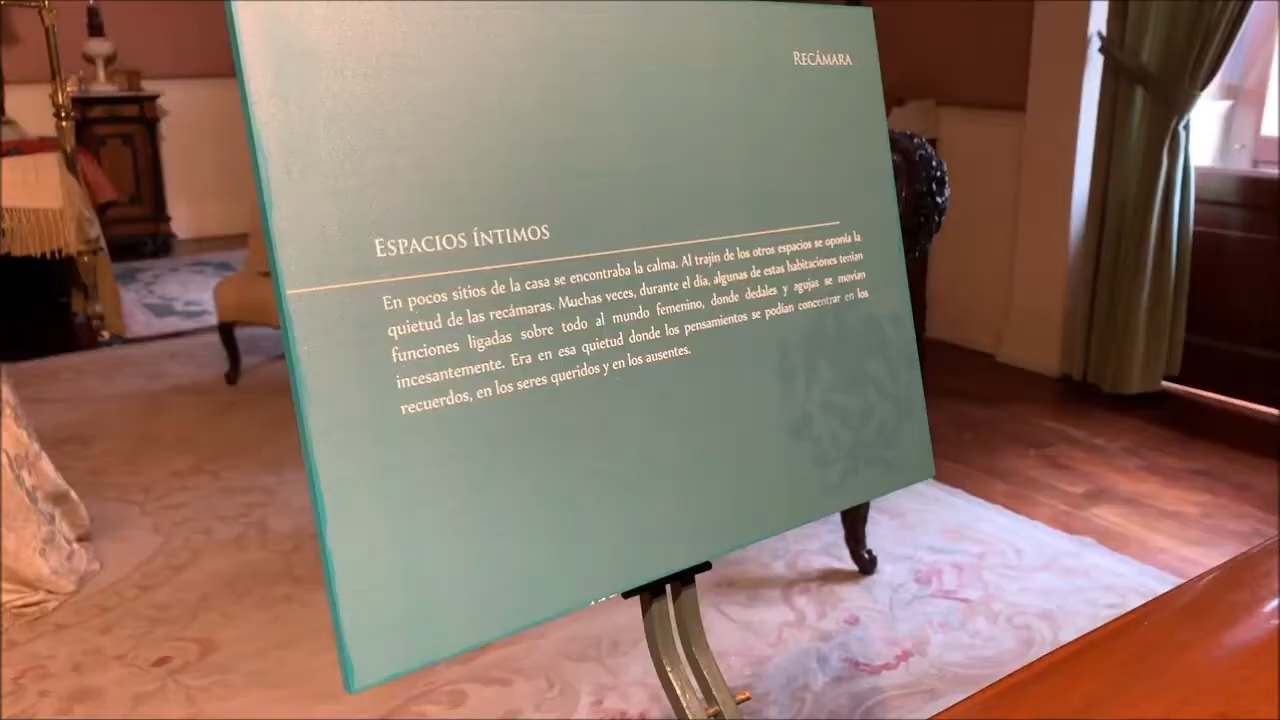 RECÁMARA
ESPACIOS ÍNTIMOS
En pocos sitios de la casa se encontraba la calma. Al trajín de los otros espacios se oponía la
quietud de las recámaras. Muchas veces, durante el día, algunas de estas habitaciones tenían
funciones ligadas sobre todo al mundo femenino, donde dedales y agujas se movían
incesantemente. Era en esa quietud donde los pensamientos se podían concentrar en los
recuerdos, en los seres queridos y en los ausentes.